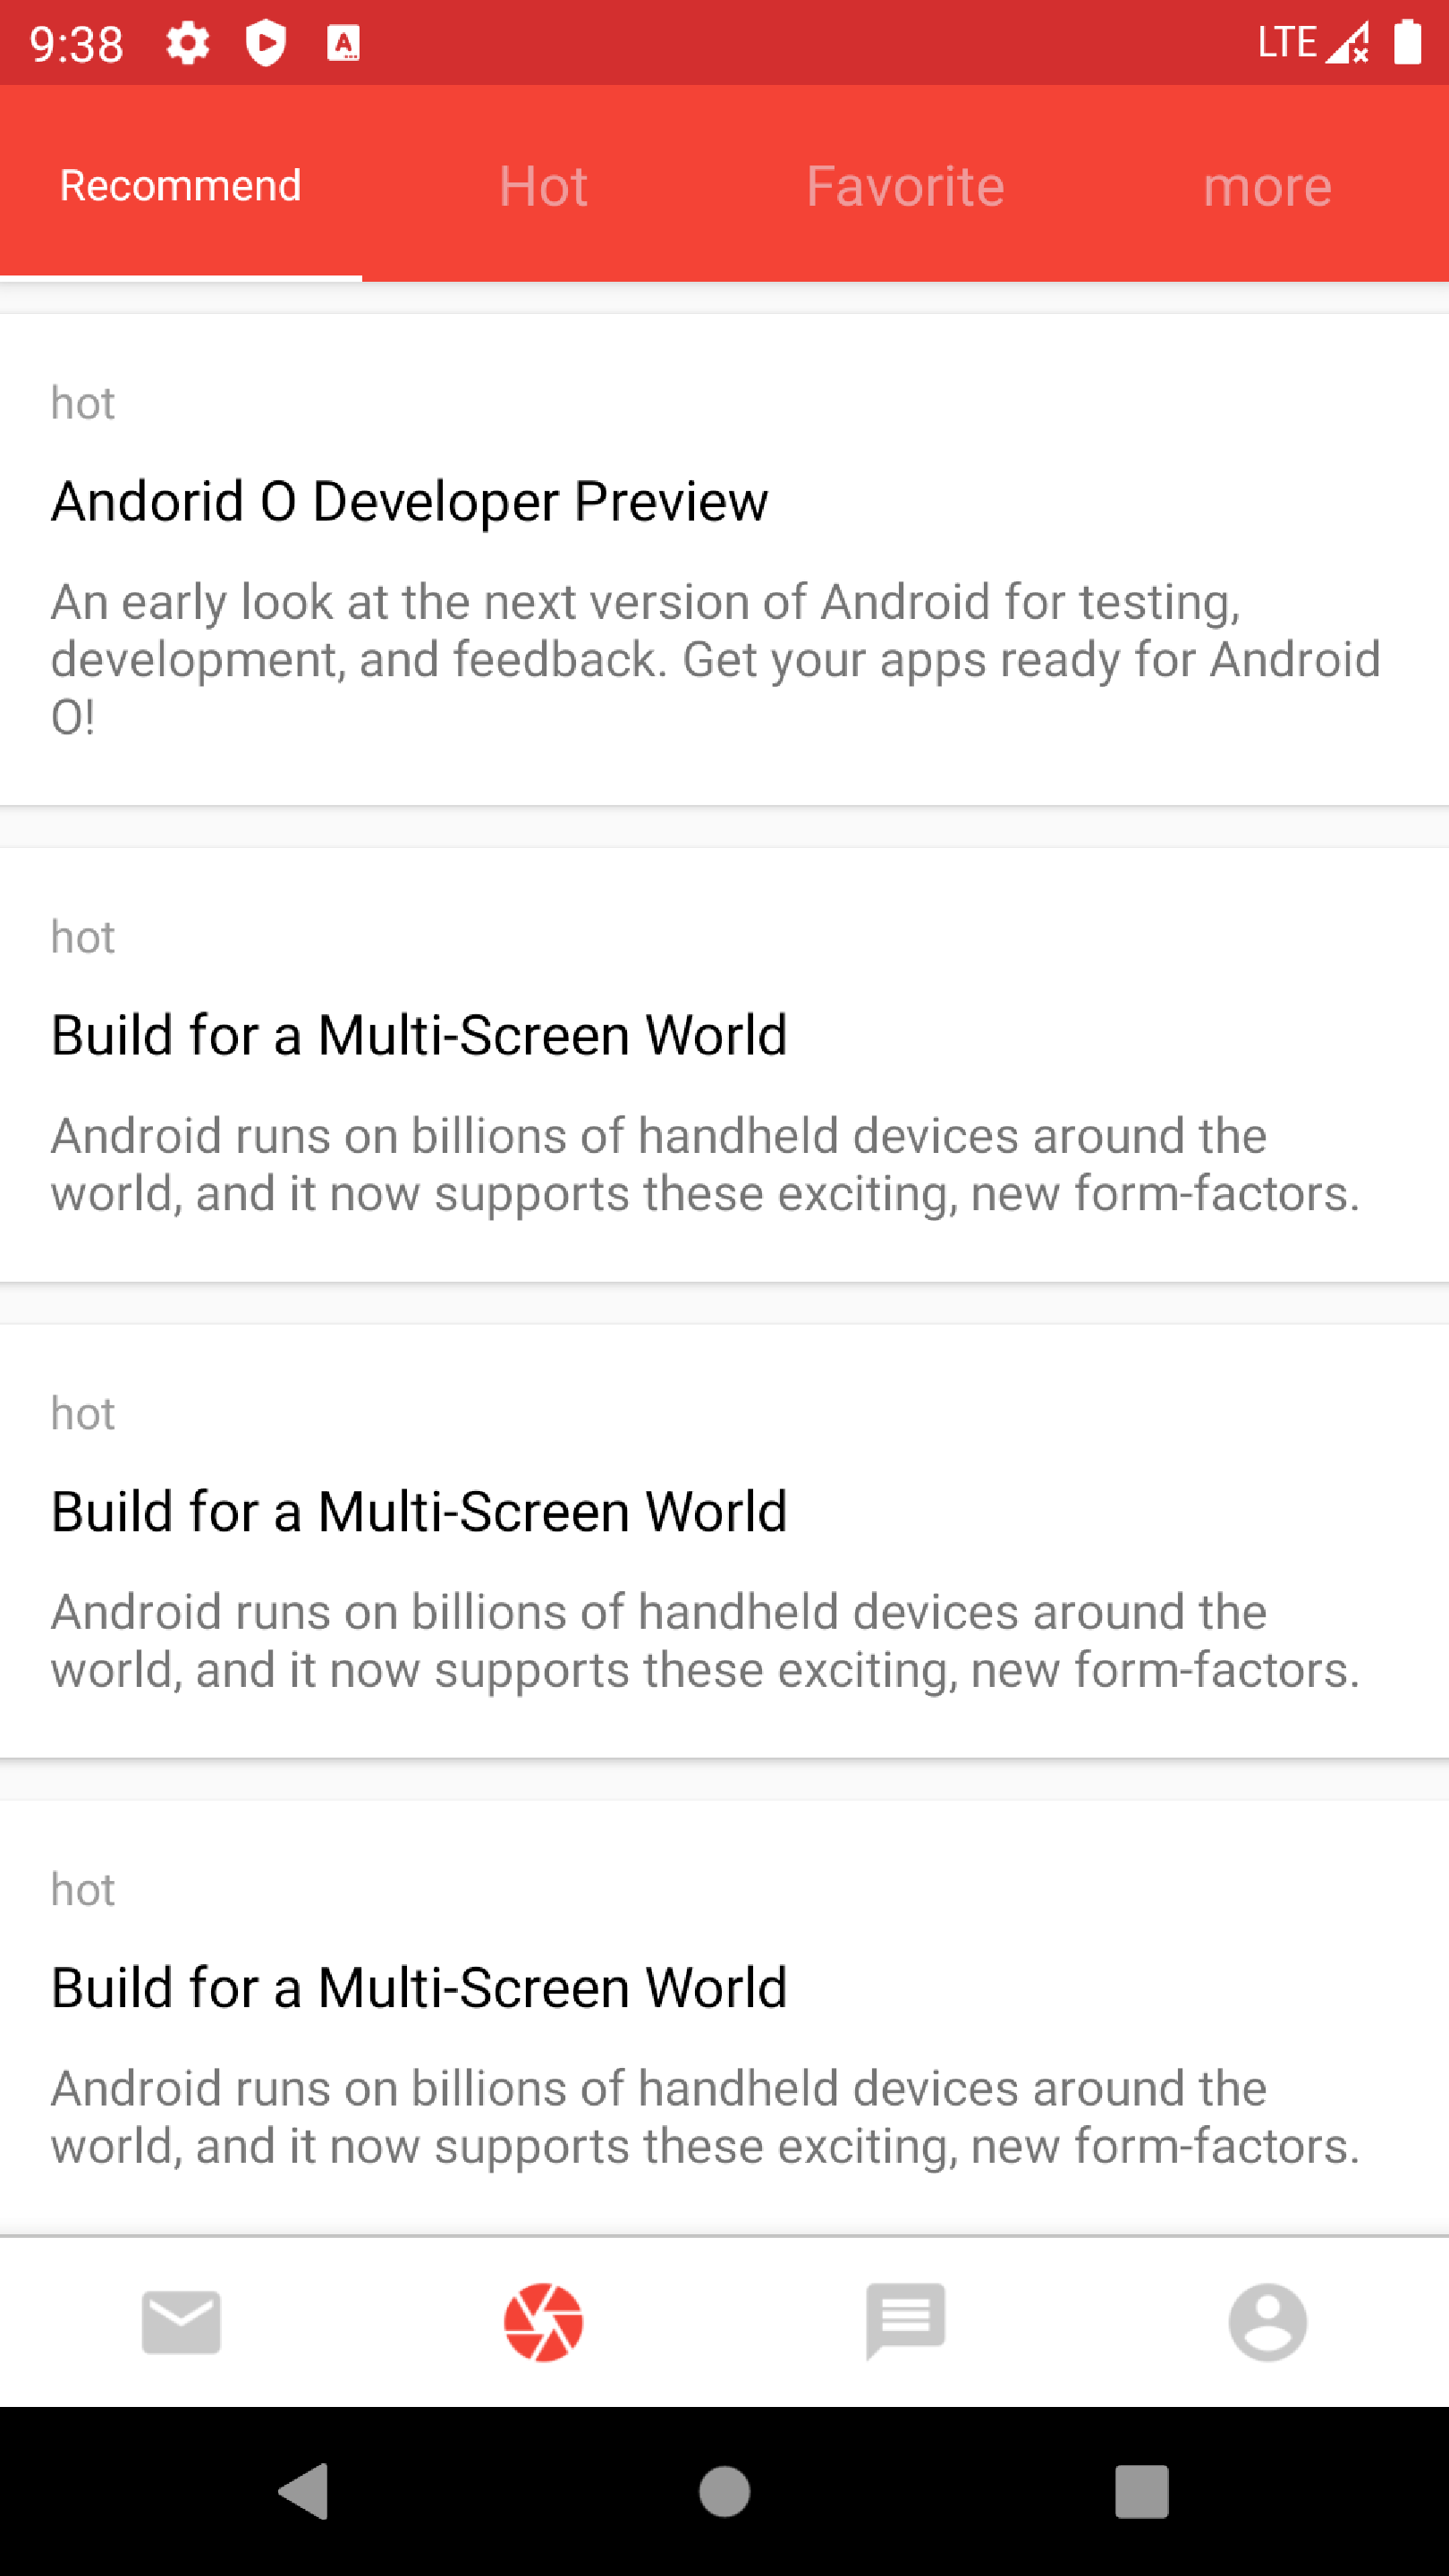 9:38
LTE
Recommend
Hot
Favorite
more
hot
Andorid O Developer Preview
An early look at the next version of Android for testing,
development, and feedback. Get your apps ready for Android
O!
hot
Build for a Multi-Screen World
Android runs on billions of handheld devices around the
world, and it now supports these exciting, new form-factors.
hot
Build for a Multi-Screen World
Android runs on billions of handheld devices around the
world, and it now supports these exciting, new form-factors.
hot
Build for a Multi-Screen World
Android runs on billions of handheld devices around the
world, and it now supports these exciting, new form-factors.